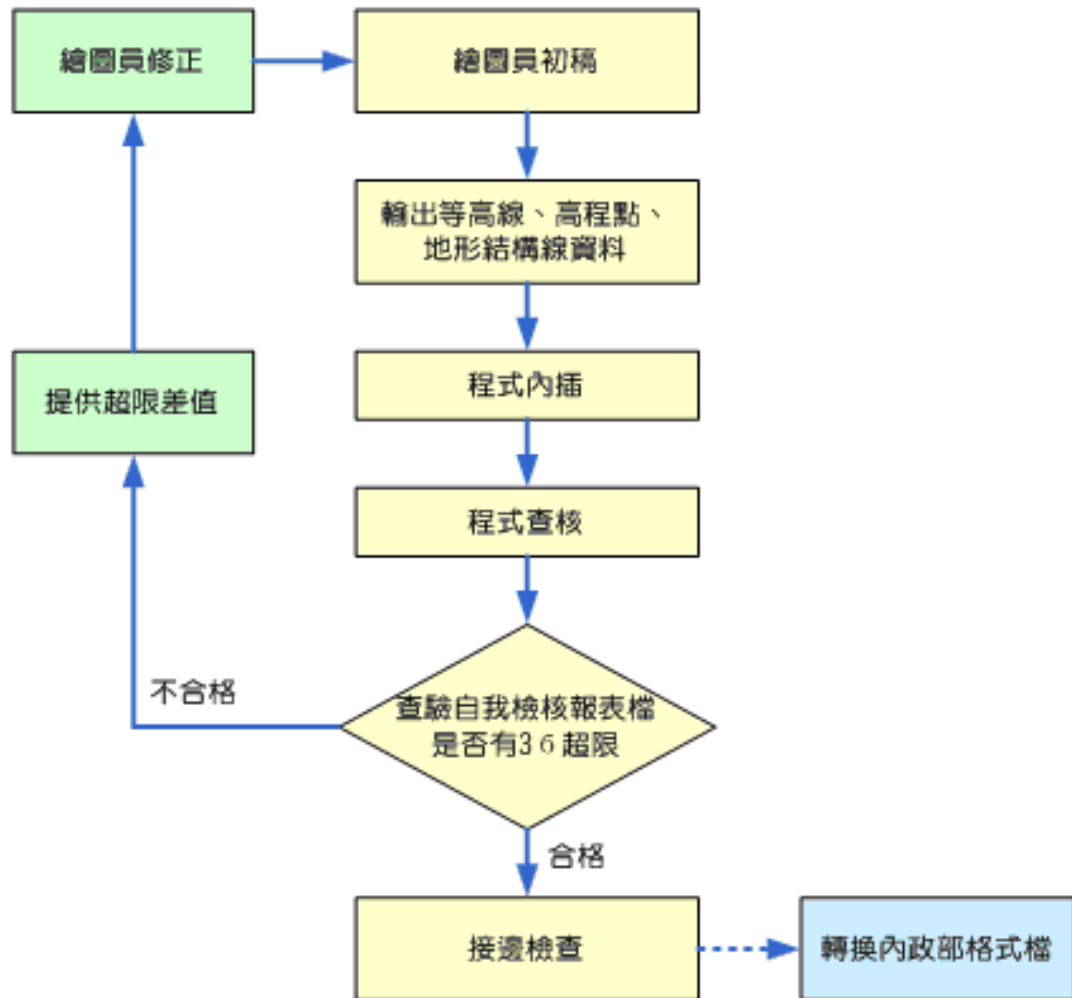 繪圖員修正
繪圖員初稿
輸出等高線、高程點、
地形結構線資料
提供超限差值
程式內插
程式查核
不合格
查驗自我檢核報表檔
是否有3б超限
合格
接邊檢查
轉換內政部格式檔